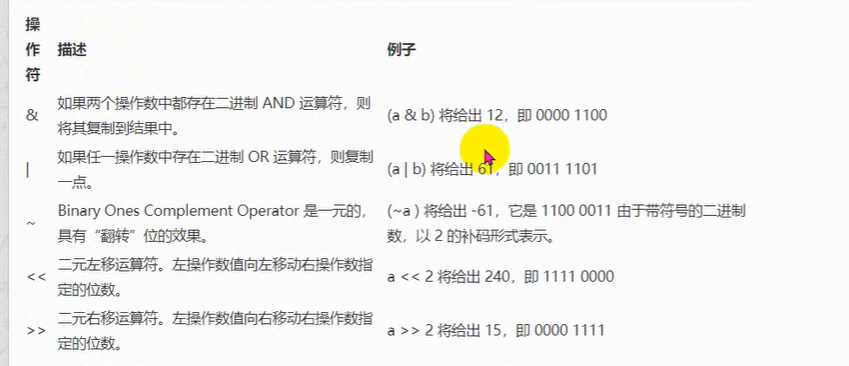 操
作
符
描述
例子
&
如果两个操作数中都存在二进制 AND 运算符，则
将其复制到结果中。
(a & b) 将给出 12，即 0000 1100
|
如果任一操作数中存在二进制 OR 运算符，则复制
一点。
(a | b) 将给出 61，即 0011 1101
~
Binary Ones Complement Operator 是一元的，
具有“翻转”位的效果。
(~a ) 将给出 -61，它是 1100 0011 由于带符号的二进制
数，以 2 的补码形式表示。
<<
二元左移运算符。左操作数值向左移动右操作数指
定的位数。
a << 2 将给出 240，即 1111 0000
>>
二元右移运算符。左操作数值向右移动右操作数指
定的位数。
a >> 2 将给出 15，即 0000 1111